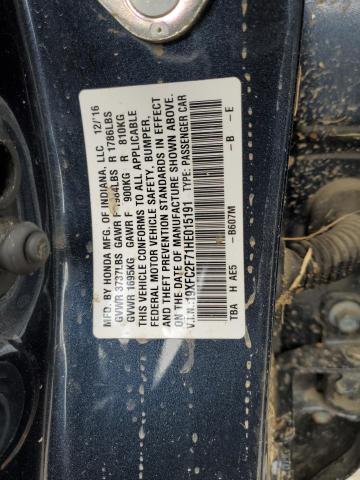 MFD. BY HONDA MFG. OF INDIANA, LLC 12/16
GVWR 3737LBS GAWR F 1984LBS R 1786LBS
GVWR 1695KG GAWR F 900KG R 810KG
THIS VEHICLE CONFORMS TO ALL APPLICABLE
FEDERAL MOTOR VEHICLE SAFETY, BUMPER,
AND THEFT PREVENTION STANDARDS IN EFFECT
ON THE DATE OF MANUFACTURE SHOWN ABOVE.
V.I.N.: 19XFC2F71HE015191 TYPE: PASSENGER CAR
- B607M - B - E
TBA H AE5